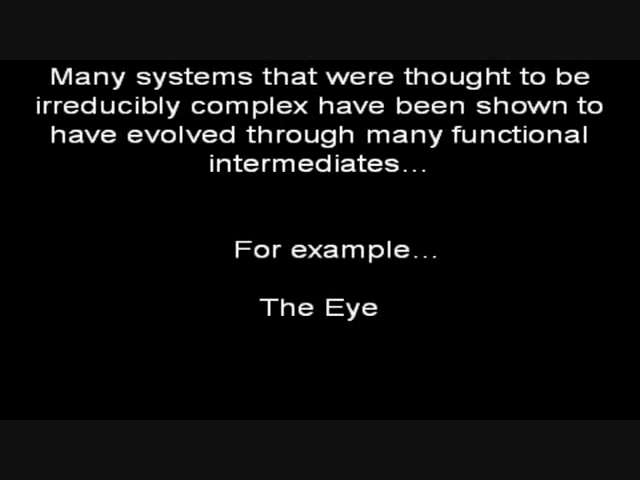 Many systems that were thought to be
irreducibly complex have been shown to
have evolved through many functional
intermediates...
For example...
The Eye